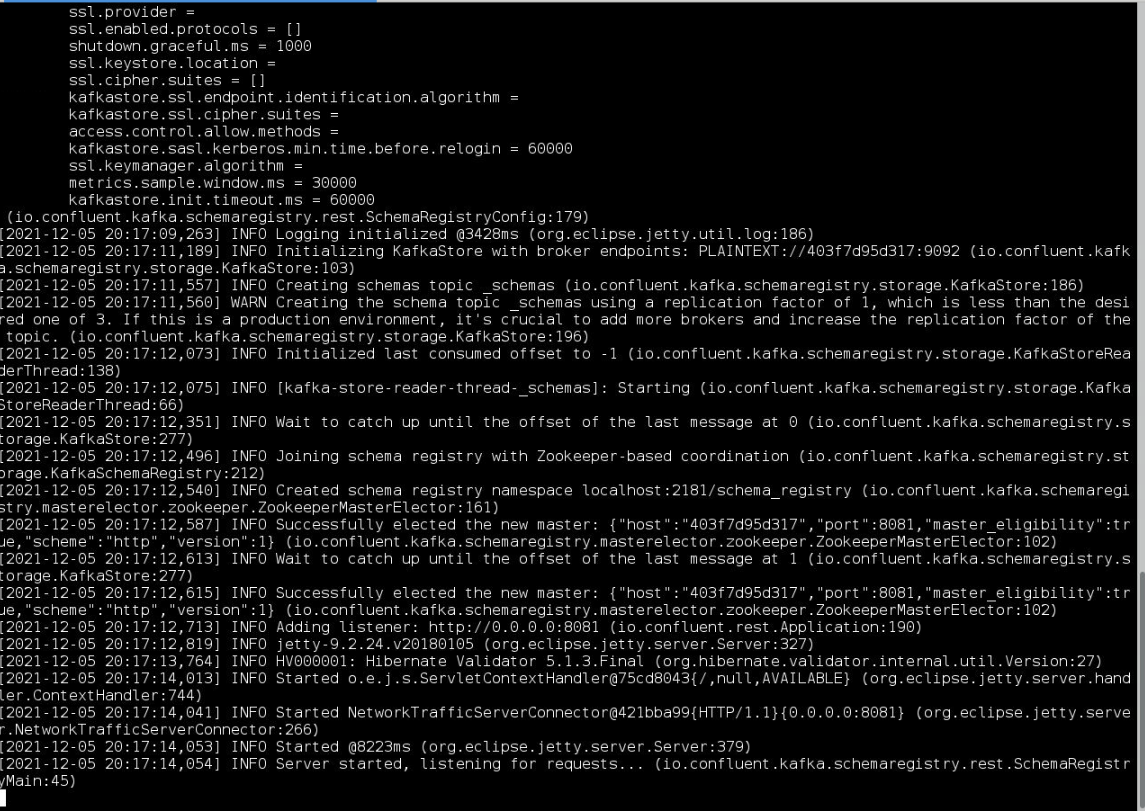 ssl.provider =
ssl.enabled.protocols = []
shutdown.graceful.ms = 1000
ssl.keystore.location =
ssl.cipher.suites = []
kafkastore.ssl.endpoint.identification.algorithm =
kafkastore.ssl.cipher.suites =
access.control.allow.methods =
kafkastore.sasl.kerberos.min.time.before.relogin = 60000
ssl.keymanager.algorithm =
metrics.sample.window.ms = 30000
kafkastore.init.timeout.ms = 60000
(io.confluent.kafka.schemaregistry.rest.SchemaRegistryConfig:179)
[2021-12-05 20:17:09,263] INFO Logging initialized @3428ms (org.eclipse.jetty.util.log:186)
[2021-12-05 20:17:11,189] INFO Initializing KafkaStore with broker endpoints: PLAINTEXT://403f7d95d317:9092 (io.confluent.kafk
a.schemaregistry.storage.KafkaStore:103)
[2021-12-05 20:17:11,557] INFO Creating schemas topic _schemas (io.confluent.kafka.schemaregistry.storage.KafkaStore:186)
[2021-12-05 20:17:11,560] WARN Creating the schema topic _schemas using a replication factor of 1, which is less than the desi
red one of 3. If this is a production environment, it's crucial to add more brokers and increase the replication factor of the
topic. (io.confluent.kafka.schemaregistry.storage.KafkaStore:196)
[2021-12-05 20:17:12,073] INFO Initialized last consumed offset to -1 (io.confluent.kafka.schemaregistry.storage.KafkaStoreRea
derThread:138)
[2021-12-05 20:17:12,075] INFO [kafka-store-reader-thread-_schemas]: Starting (io.confluent.kafka.schemaregistry.storage.Kafka
StoreReaderThread:66)
[2021-12-05 20:17:12,351] INFO Wait to catch up until the offset of the last message at 0 (io.confluent.kafka.schemaregistry.s
torage.KafkaStore:277)
[2021-12-05 20:17:12,496] INFO Joining schema registry with Zookeeper-based coordination (io.confluent.kafka.schemaregistry.st
orage.KafkaSchemaRegistry:212)
[2021-12-05 20:17:12,540] INFO Created schema registry namespace localhost:2181/schema_registry (io.confluent.kafka.schemaregi
stry.masterelector.zookeeper.ZookeeperMasterElector:161)
[2021-12-05 20:17:12,587] INFO Successfully elected the new master: {"host":"403f7d95d317","port":8081,"master_eligibility":tr
ue,"scheme":"http","version":1} (io.confluent.kafka.schemaregistry.masterelector.zookeeper.ZookeeperMasterElector:102)
[2021-12-05 20:17:12,613] INFO Wait to catch up until the offset of the last message at 1 (io.confluent.kafka.schemaregistry.s
torage.KafkaStore:277)
[2021-12-05 20:17:12,615] INFO Successfully elected the new master: {"host":"403f7d95d317","port":8081,"master_eligibility":tr
ue,"scheme":"http","version":1} (io.confluent.kafka.schemaregistry.masterelector.zookeeper.ZookeeperMasterElector:102)
[2021-12-05 20:17:12,713] INFO Adding listener: http://0.0.0.0:8081 (io.confluent.rest.Application:190)
[2021-12-05 20:17:12,819] INFO jetty-9.2.24.v20180105 (org.eclipse.jetty.server.Server:327)
[2021-12-05 20:17:13,764] INFO HV000001: Hibernate Validator 5.1.3.Final (org.hibernate.validator.internal.util.Version:27)
[2021-12-05 20:17:14,013] INFO Started o.e.j.s.ServletContextHandler@75cd8043{/,null,AVAILABLE} (org.eclipse.jetty.server.hand
ler.ContextHandler:744)
[2021-12-05 20:17:14,041] INFO Started NetworkTrafficServerConnector@421bba99{HTTP/1.1}{0.0.0.0:8081} (org.eclipse.jetty.serve
r.NetworkTrafficServerConnector:266)
[2021-12-05 20:17:14,053] INFO Started @8223ms (org.eclipse.jetty.server.Server:379)
[2021-12-05 20:17:14,054] INFO Server started, listening for requests... (io.confluent.kafka.schemaregistry.rest.SchemaRegistr
yMain:45)